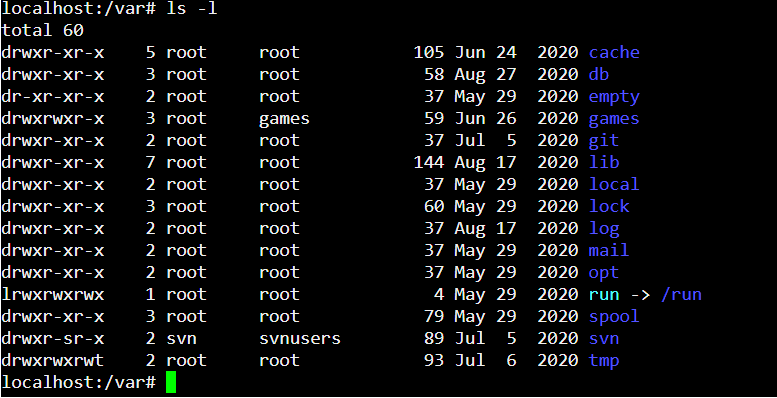 localhost:/var# ls -l
total 60
drwxr-xr-x    5 root     root           105 Jun 24  2020 cache
drwxr-xr-x    3 root     root            58 Aug 27  2020 db
dr-xr-xr-x    2 root     root            37 May 29  2020 empty
drwxrwxr-x    3 root     games           59 Jun 26  2020 games
drwxr-xr-x    2 root     root            37 Jul  5  2020 git
drwxr-xr-x    7 root     root           144 Aug 17  2020 lib
drwxr-xr-x    2 root     root            37 May 29  2020 local
drwxr-xr-x    3 root     root            60 May 29  2020 lock
drwxr-xr-x    2 root     root            37 Aug 17  2020 log
drwxr-xr-x    2 root     root            37 May 29  2020 mail
drwxr-xr-x    2 root     root            37 May 29  2020 opt
lrwxrwxrwx    1 root     root             4 May 29  2020 run -> /run
drwxr-xr-x    3 root     root            79 May 29  2020 spool
drwxr-sr-x    2 svn      svnusers        89 Jul  5  2020 svn
drwxrwxrwt    2 root     root            93 Jul  6  2020 tmp
localhost:/var#